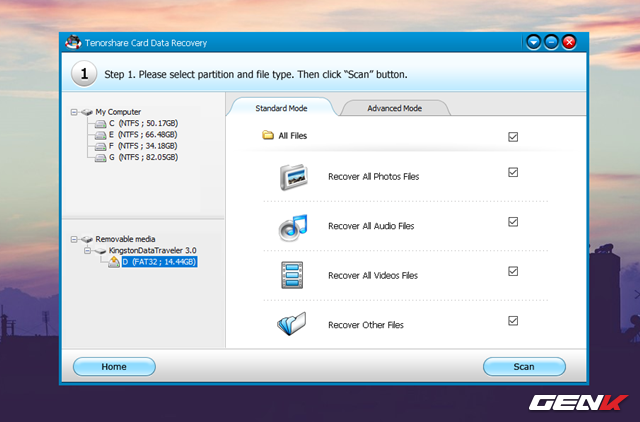 Tenorshare Card Data Recovery
1
Step 1. Please select partition and file type. Then click “Scan” button.
My Computer
C (NTFS ; 50.17GB)
E (NTFS ; 66.48GB)
F (NTFS ; 34.18GB)
G (NTFS ; 82.05GB)
Removable media
KingstonDataTraveler 3.0
D (FAT32 ; 14.44GB)
Standard Mode
Advanced Mode
All Files
Recover All Photos Files
Recover All Audio Files
Recover All Videos Files
Recover Other Files
Home
Scan
GENK